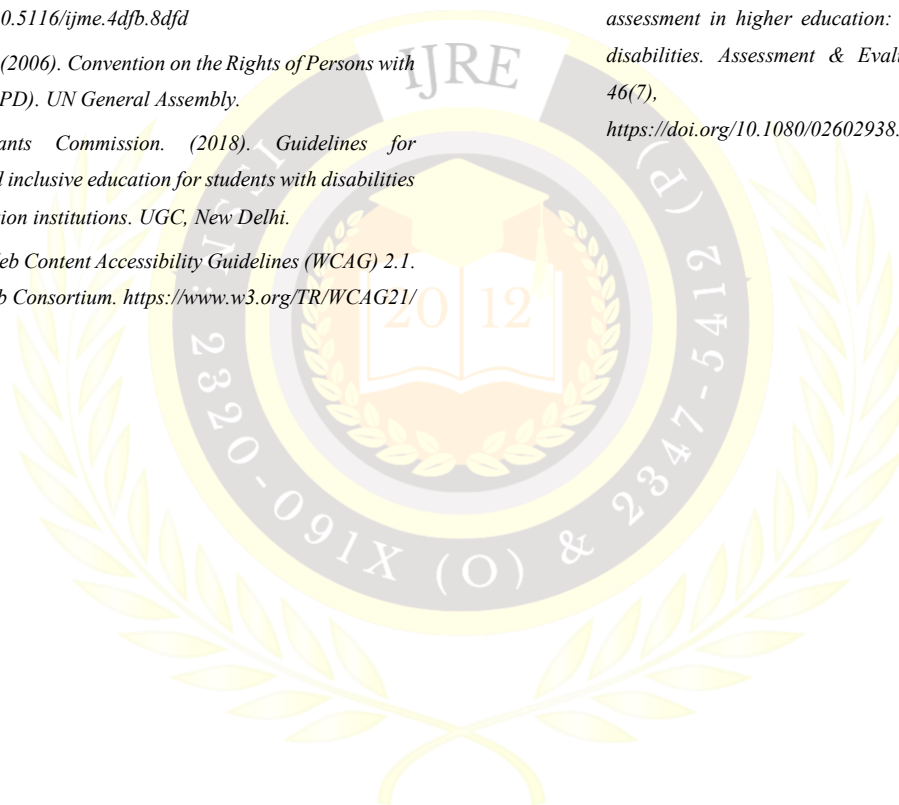 0.5116/ijme.4dfb.8dfd
(2006). Convention on the Rights of Persons with
PD). UN General Assembly.
ants Commission. (2018). Guidelines for
d inclusive education for students with disabilities
tion institutions. UGC, New Delhi.
eb Content Accessibility Guidelines (WCAG) 2.1.
b Consortium. https://www.w3.org/TR/WCAG21/
assessment in higher education:
disabilities. Assessment & Evalu
46(7),
https://doi.org/10.1080/02602938.
IJRE
20 12
ISSN : 2320-091X (O) & 2347-5412 (P)